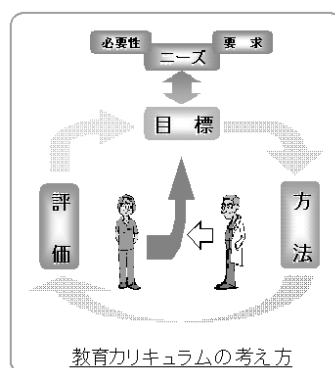 必要性 ニーズ 要 求
目 標
評価
方法
教育カリキュラムの考え方